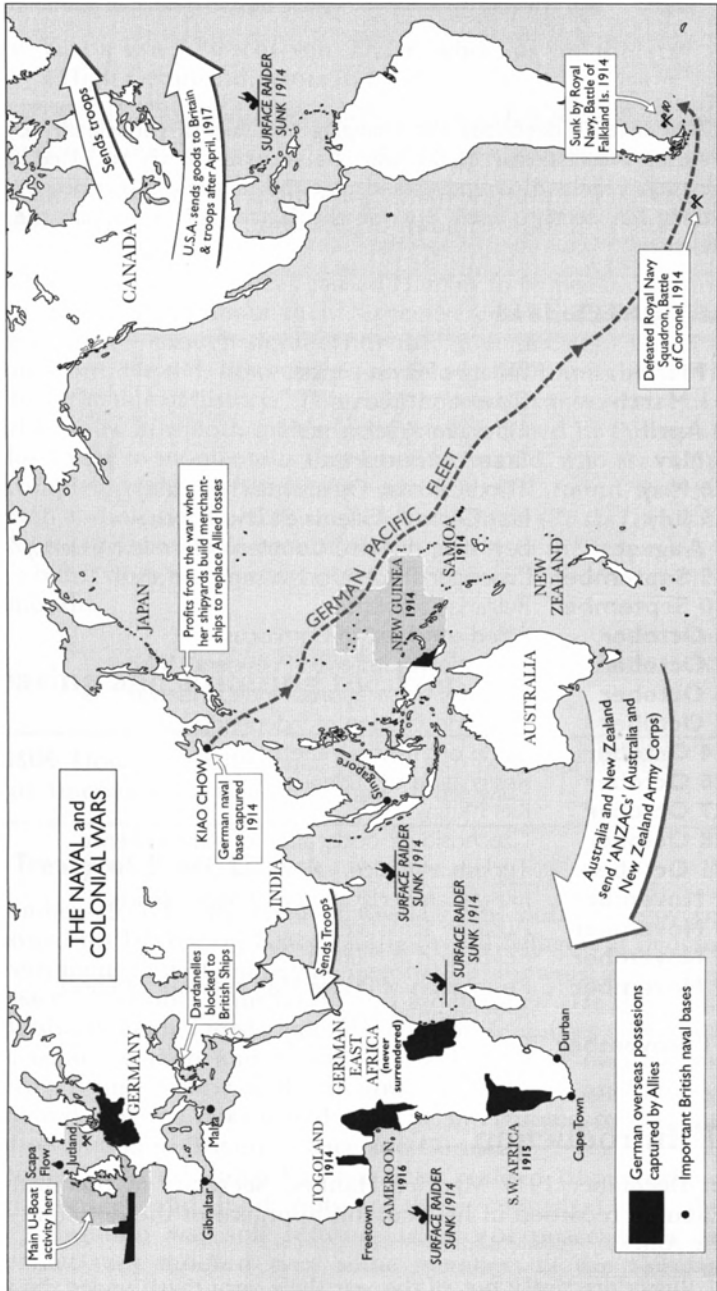 THE NAVAL and
COLONIAL WARS
Main U-Boat
activity here
Scapa
Flow
Jutland
GERMANY
Dardanelles
blocked to
British Ships
Gibraltar
Malta
TOGOLAND
1914
CAMEROON,
1916
Freetown
SURFACE RAIDER
SUNK 1914
GERMAN
EAST
AFRICA
(never
surrendered)
S.W.AFRICA
1915
Cape Town
Durban
SURFACE RAIDER
SUNK 1914
INDIA
Sends Troops
SURFACE RAIDER
SUNK 1914
KIAO CHOW
German naval
base captured
1914
JAPAN
Profits from the war when
her shipyards build merchant-
ships to replace Allied losses
Singapore
GERMAN PACIFIC FLEET
NEW GUINEA
1914
SAMOA
1914
AUSTRALIA
NEW
ZEALAND
Australia and New Zealand
send 'ANZACs' (Australia and
New Zealand Army Corps)
CANADA
Sends troops
U.S.A. sends goods to Britain
& troops after April, 1917
SURFACE RAIDER
SUNK 1914
Sunk by Royal
Navy, Battle of
Falkland Is. 1914
Defeated Royal Navy
Squadron, Battle
of Coronel, 1914
German overseas possesions
captured by Allies
Important British naval bases